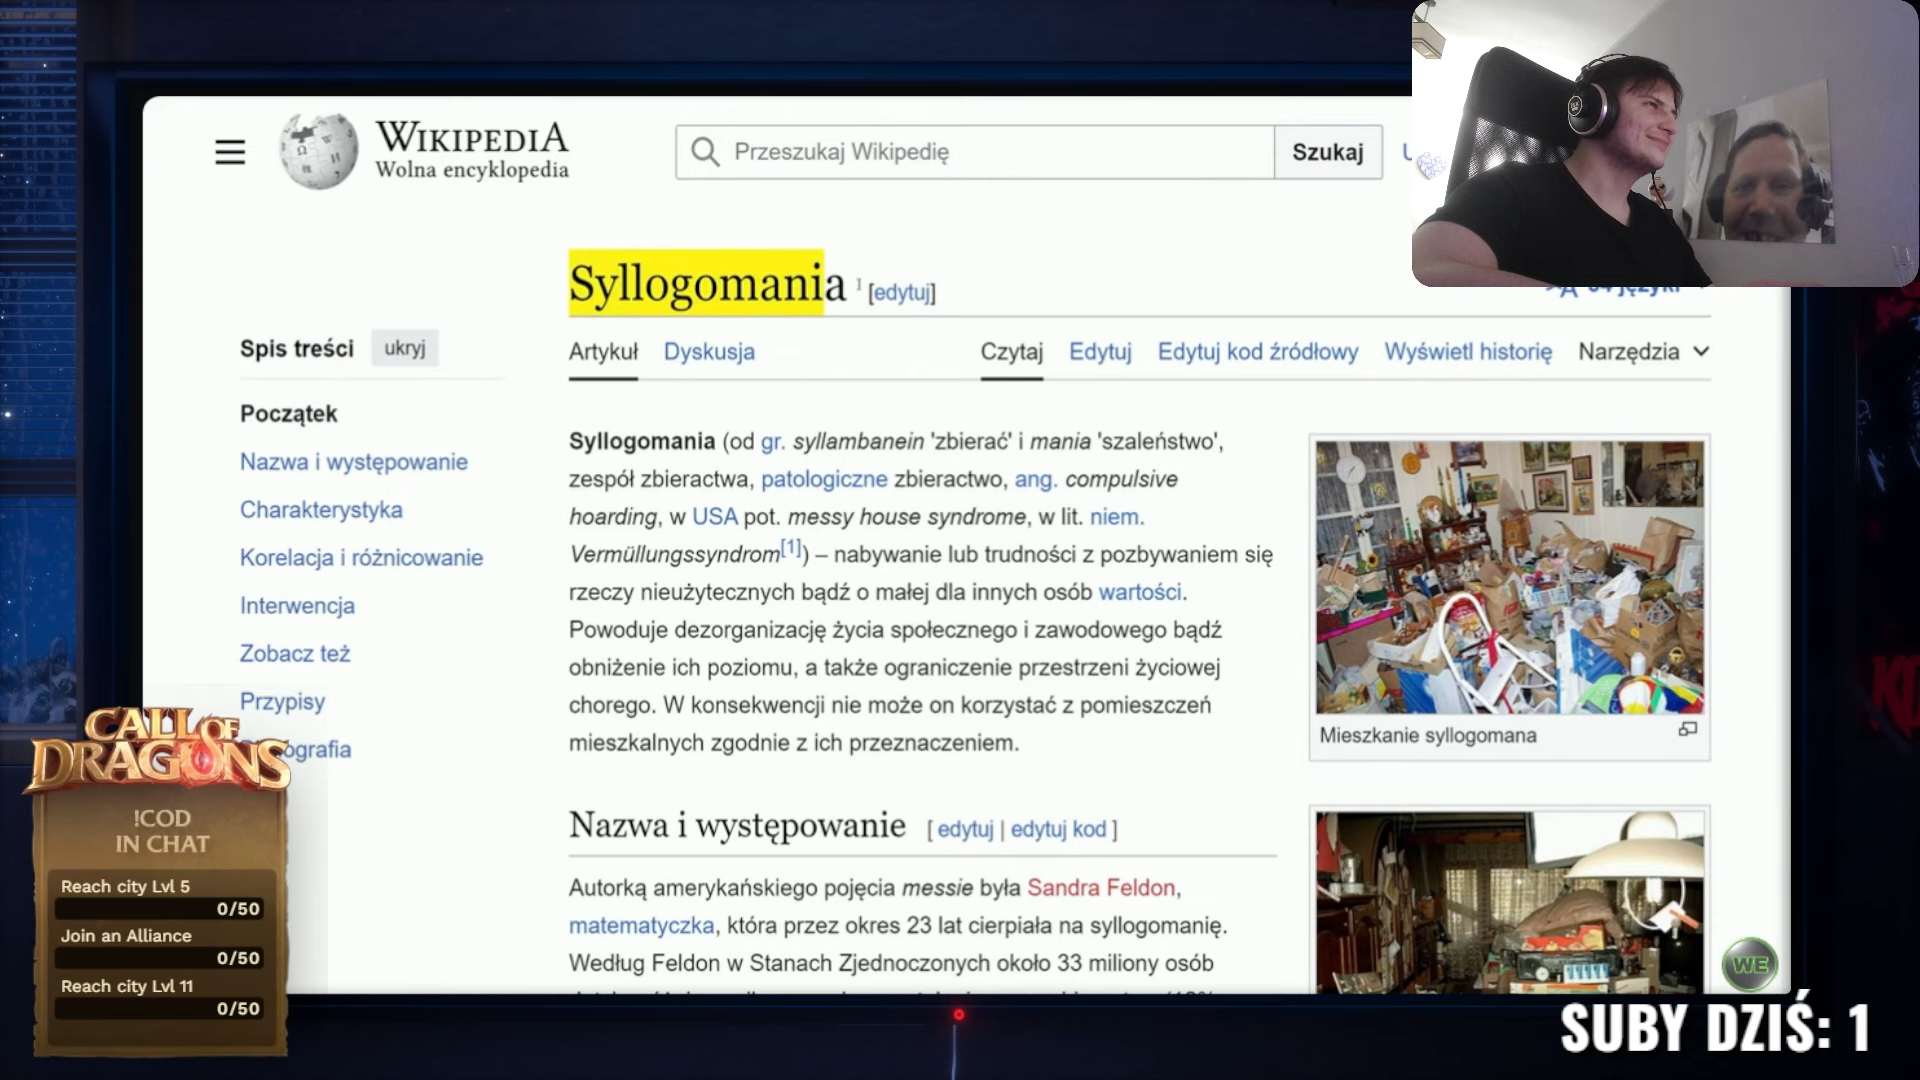 WIKIPEDIA
Wolna encyklopedia
Przeszukaj Wikipedię
Szukaj
Syllogomania [edytuj]
Spis treści
ukryj
Artykuł
Dyskusja
Czytaj
Edytuj
Edytuj kod źródłowy
Wyświetl historię
Narzędzia
Początek
Nazwa i występowanie
Charakterystyka
Korelacja i różnicowanie
Interwencja
Zobacz też
Przypisy
Syllogomania (od gr. syllambanein 'zbierać' i mania 'szaleństwo',
zespół zbieractwa, patologiczne zbieractwo, ang. compulsive
hoarding, w USA pot. messy house syndrome, w lit. niem.
Vermüllungssyndrom[1]) – nabywanie lub trudności z pozbywaniem się
rzeczy nieużytecznych bądź o małej dla innych osób wartości.
Powoduje dezorganizację życia społecznego i zawodowego bądź
obniżenie ich poziomu, a także ograniczenie przestrzeni życiowej
chorego. W konsekwencji nie może on korzystać z pomieszczeń
mieszkalnych zgodnie z ich przeznaczeniem.
Mieszkanie syllogomana
Nazwa i występowanie [ edytuj | edytuj kod ]
Autorką amerykańskiego pojęcia messie była Sandra Feldon,
matematyczka, która przez okres 23 lat cierpiała na syllogomanię.
Według Feldon w Stanach Zjednoczonych około 33 miliony osób
CALL OF
DRAGONS
!COD
IN CHAT
Reach city Lvl 5
0/50
Join an Alliance
0/50
Reach city Lvl 11
0/50
WE
SUBY DZIŚ: 1